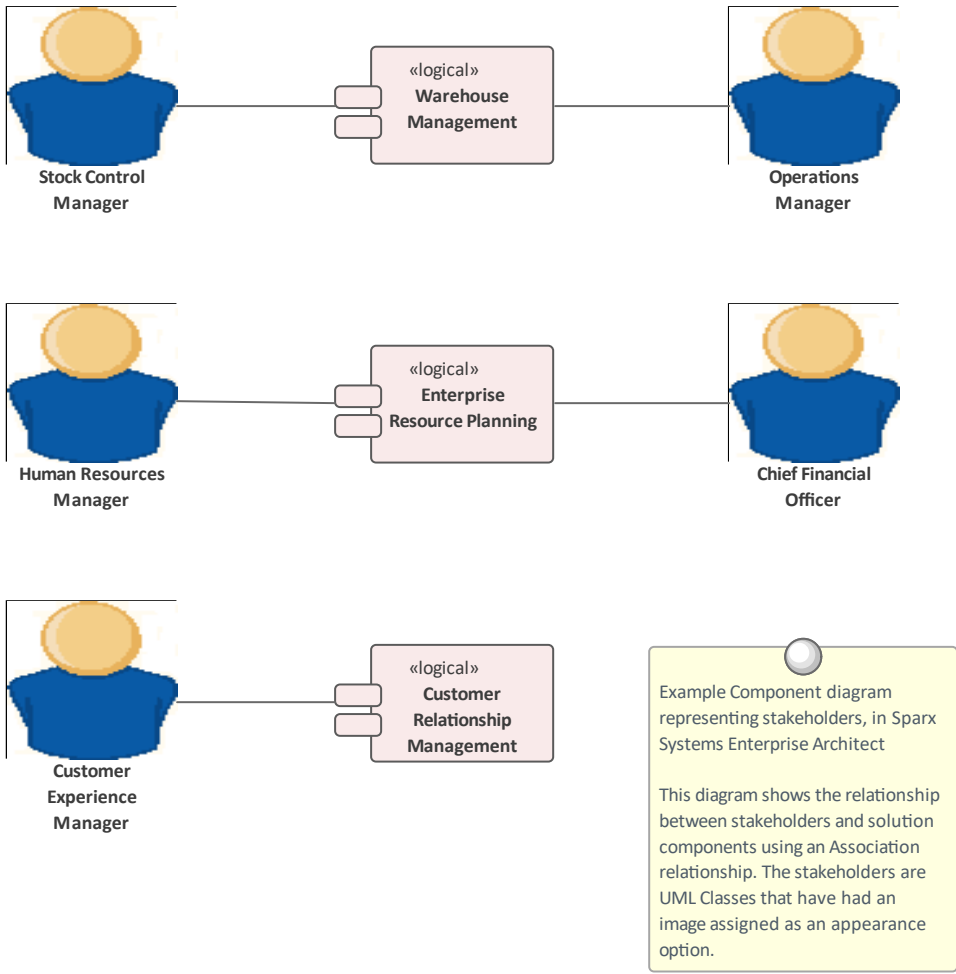 «logical»
Warehouse
Management
Stock Control
Manager
Operations
Manager
«logical»
Enterprise
Resource Planning
Human Resources
Manager
Chief Financial
Officer
«logical»
Customer
Relationship
Management
Customer
Experience
Manager
Example Component diagram
representing stakeholders, in Sparx
Systems Enterprise Architect
This diagram shows the relationship
between stakeholders and solution
components using an Association
relationship. The stakeholders are
UML Classes that have had an
image assigned as an appearance
option.